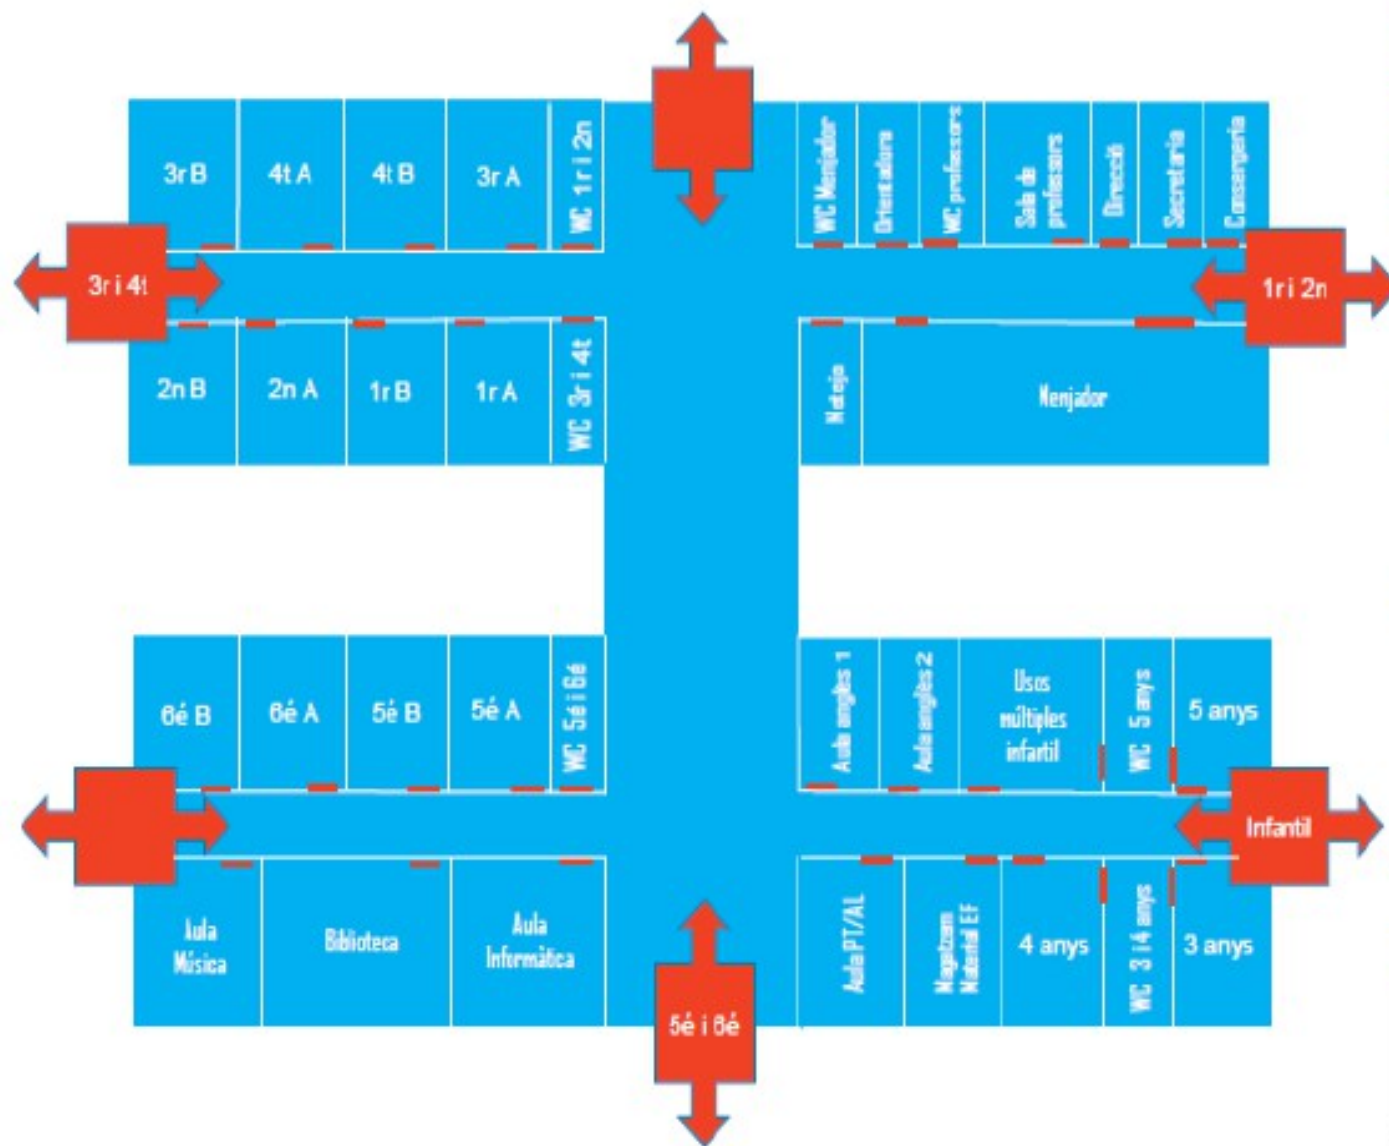 3r B
4t A
4t B
3r A
WC 1r i 2n
WC Menjador
Orientadora
WC professors
Sala de
professors
Direcció
Secretaria
Consergeria
3r i 4t
1r i 2n
2n B
2n A
1r B
1r A
WC 3r i 4t
Neteja
Menjador
6é B
6é A
5é B
5é A
WC 5é i 6é
Aula anglès 1
Aula anglès 2
Usos
múltiples
infantil
WC 5 anys
5 anys
Infantil
Aula
Música
Biblioteca
Aula
Informàtica
Aula PT/AL
Magatzem
Material EF
4 anys
WC 3 i 4 anys
3 anys
5é i 6é